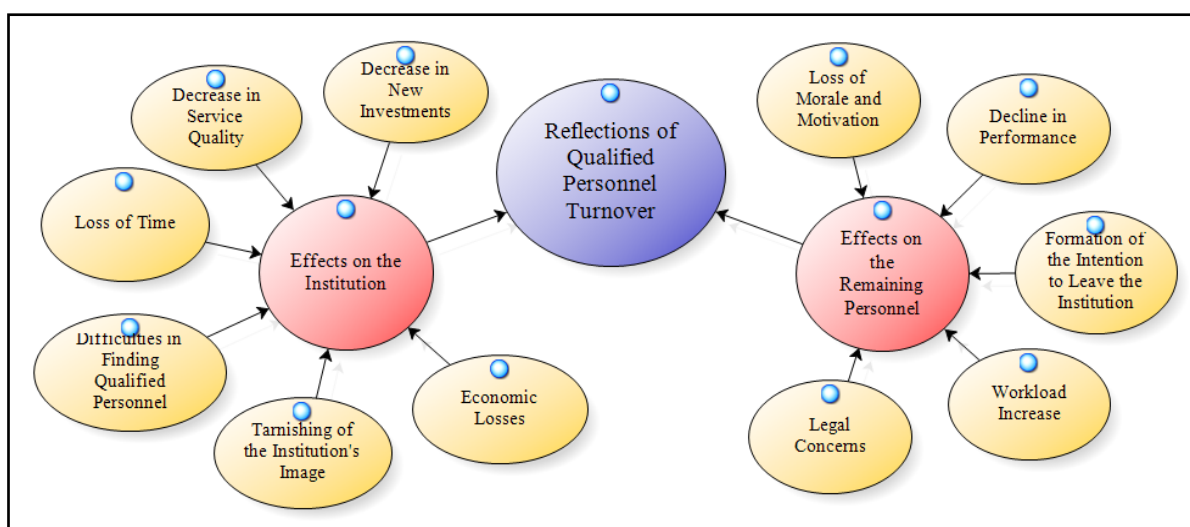 Decrease in
Service
Quality
Decrease in
New
Investments
Loss of Time
Effects on the
Institution
Difficulties in
Finding
Qualified
Personnel
Tarnishing of
the Institution's
Image
Economic
Losses
Reflections of
Qualified
Personnel
Turnover
Loss of
Morale and
Motivation
Decline in
Performance
Effects on
the
Remaining
Personnel
Formation of
the Intention
to Leave the
Institution
Legal
Concerns
Workload
Increase